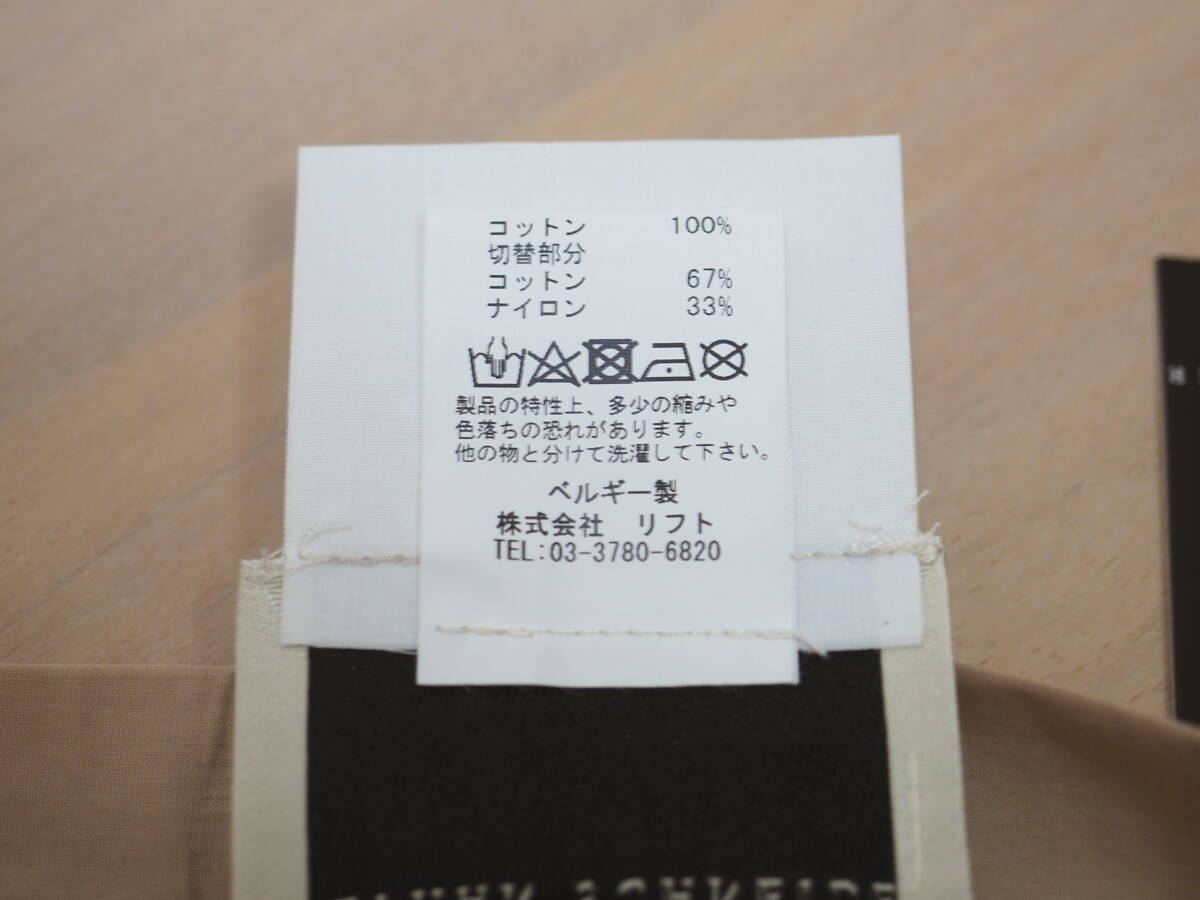 コットン 100%
切替部分
コットン 67%
ナイロン 33%
製品の特性上、多少の縮みや
色落ちの恐れがあります。
他の物と分けて洗濯して下さい。
ベルギー製
株式会社 リフト
TEL:03-3780-6820